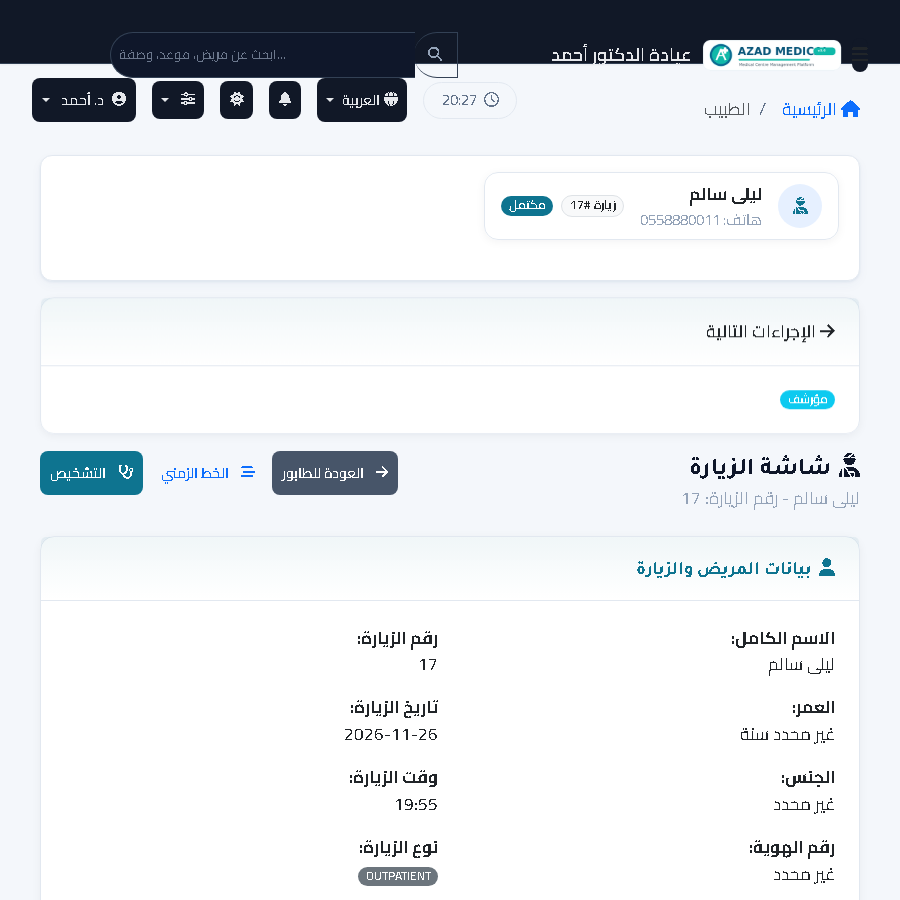 AZAD MEDIC
Medical Centre Management Platform
عيادة الدكتور أحمد
ابحث عن مريض، موعد، وصفة...
الرئيسية / الطبيب
20:27
العربية
د. أحمد
ليلى سالم
هاتف: 0558880011
زيارة #17
مكتمل
الإجراءات التالية
مؤرشف
شاشة الزيارة
ليلى سالم - رقم الزيارة: 17
العودة للطابور
الخط الزمني
التشخيص
بيانات المريض والزيارة
الاسم الكامل:
ليلى سالم
رقم الزيارة:
17
العمر:
غير محدد سنة
تاريخ الزيارة:
2026-11-26
الجنس:
غير محدد
وقت الزيارة:
19:55
رقم الهوية:
غير محدد
نوع الزيارة:
OUTPATIENT